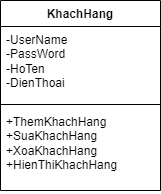 KhachHang
-UserName
-PassWord
-HoTen
-DienThoai
+ThemKhachHang
+SuaKhachHang
+XoaKhachHang
+HienThiKhachHang